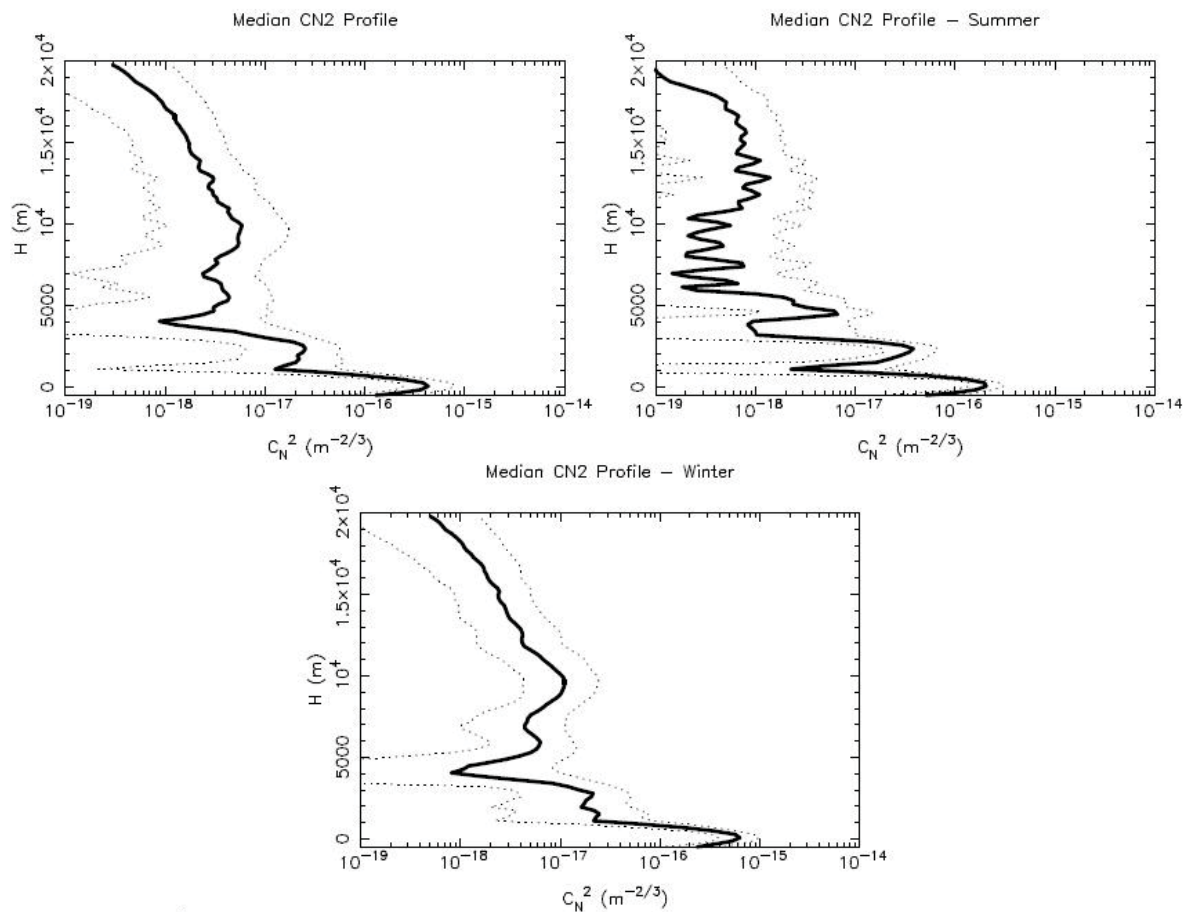 Median CN2 Profile
2×10⁴
1.5×10⁴
10⁴
5000
0
H (m)
10⁻¹⁹ 10⁻¹⁸ 10⁻¹⁷ 10⁻¹⁶ 10⁻¹⁵ 10⁻¹⁴
C_N² (m⁻²/³)
Median CN2 Profile – Summer
2×10⁴
1.5×10⁴
10⁴
5000
0
H (m)
10⁻¹⁹ 10⁻¹⁸ 10⁻¹⁷ 10⁻¹⁶ 10⁻¹⁵ 10⁻¹⁴
C_N² (m⁻²/³)
Median CN2 Profile – Winter
2×10⁴
1.5×10⁴
10⁴
5000
0
H (m)
10⁻¹⁹ 10⁻¹⁸ 10⁻¹⁷ 10⁻¹⁶ 10⁻¹⁵ 10⁻¹⁴
C_N² (m⁻²/³)